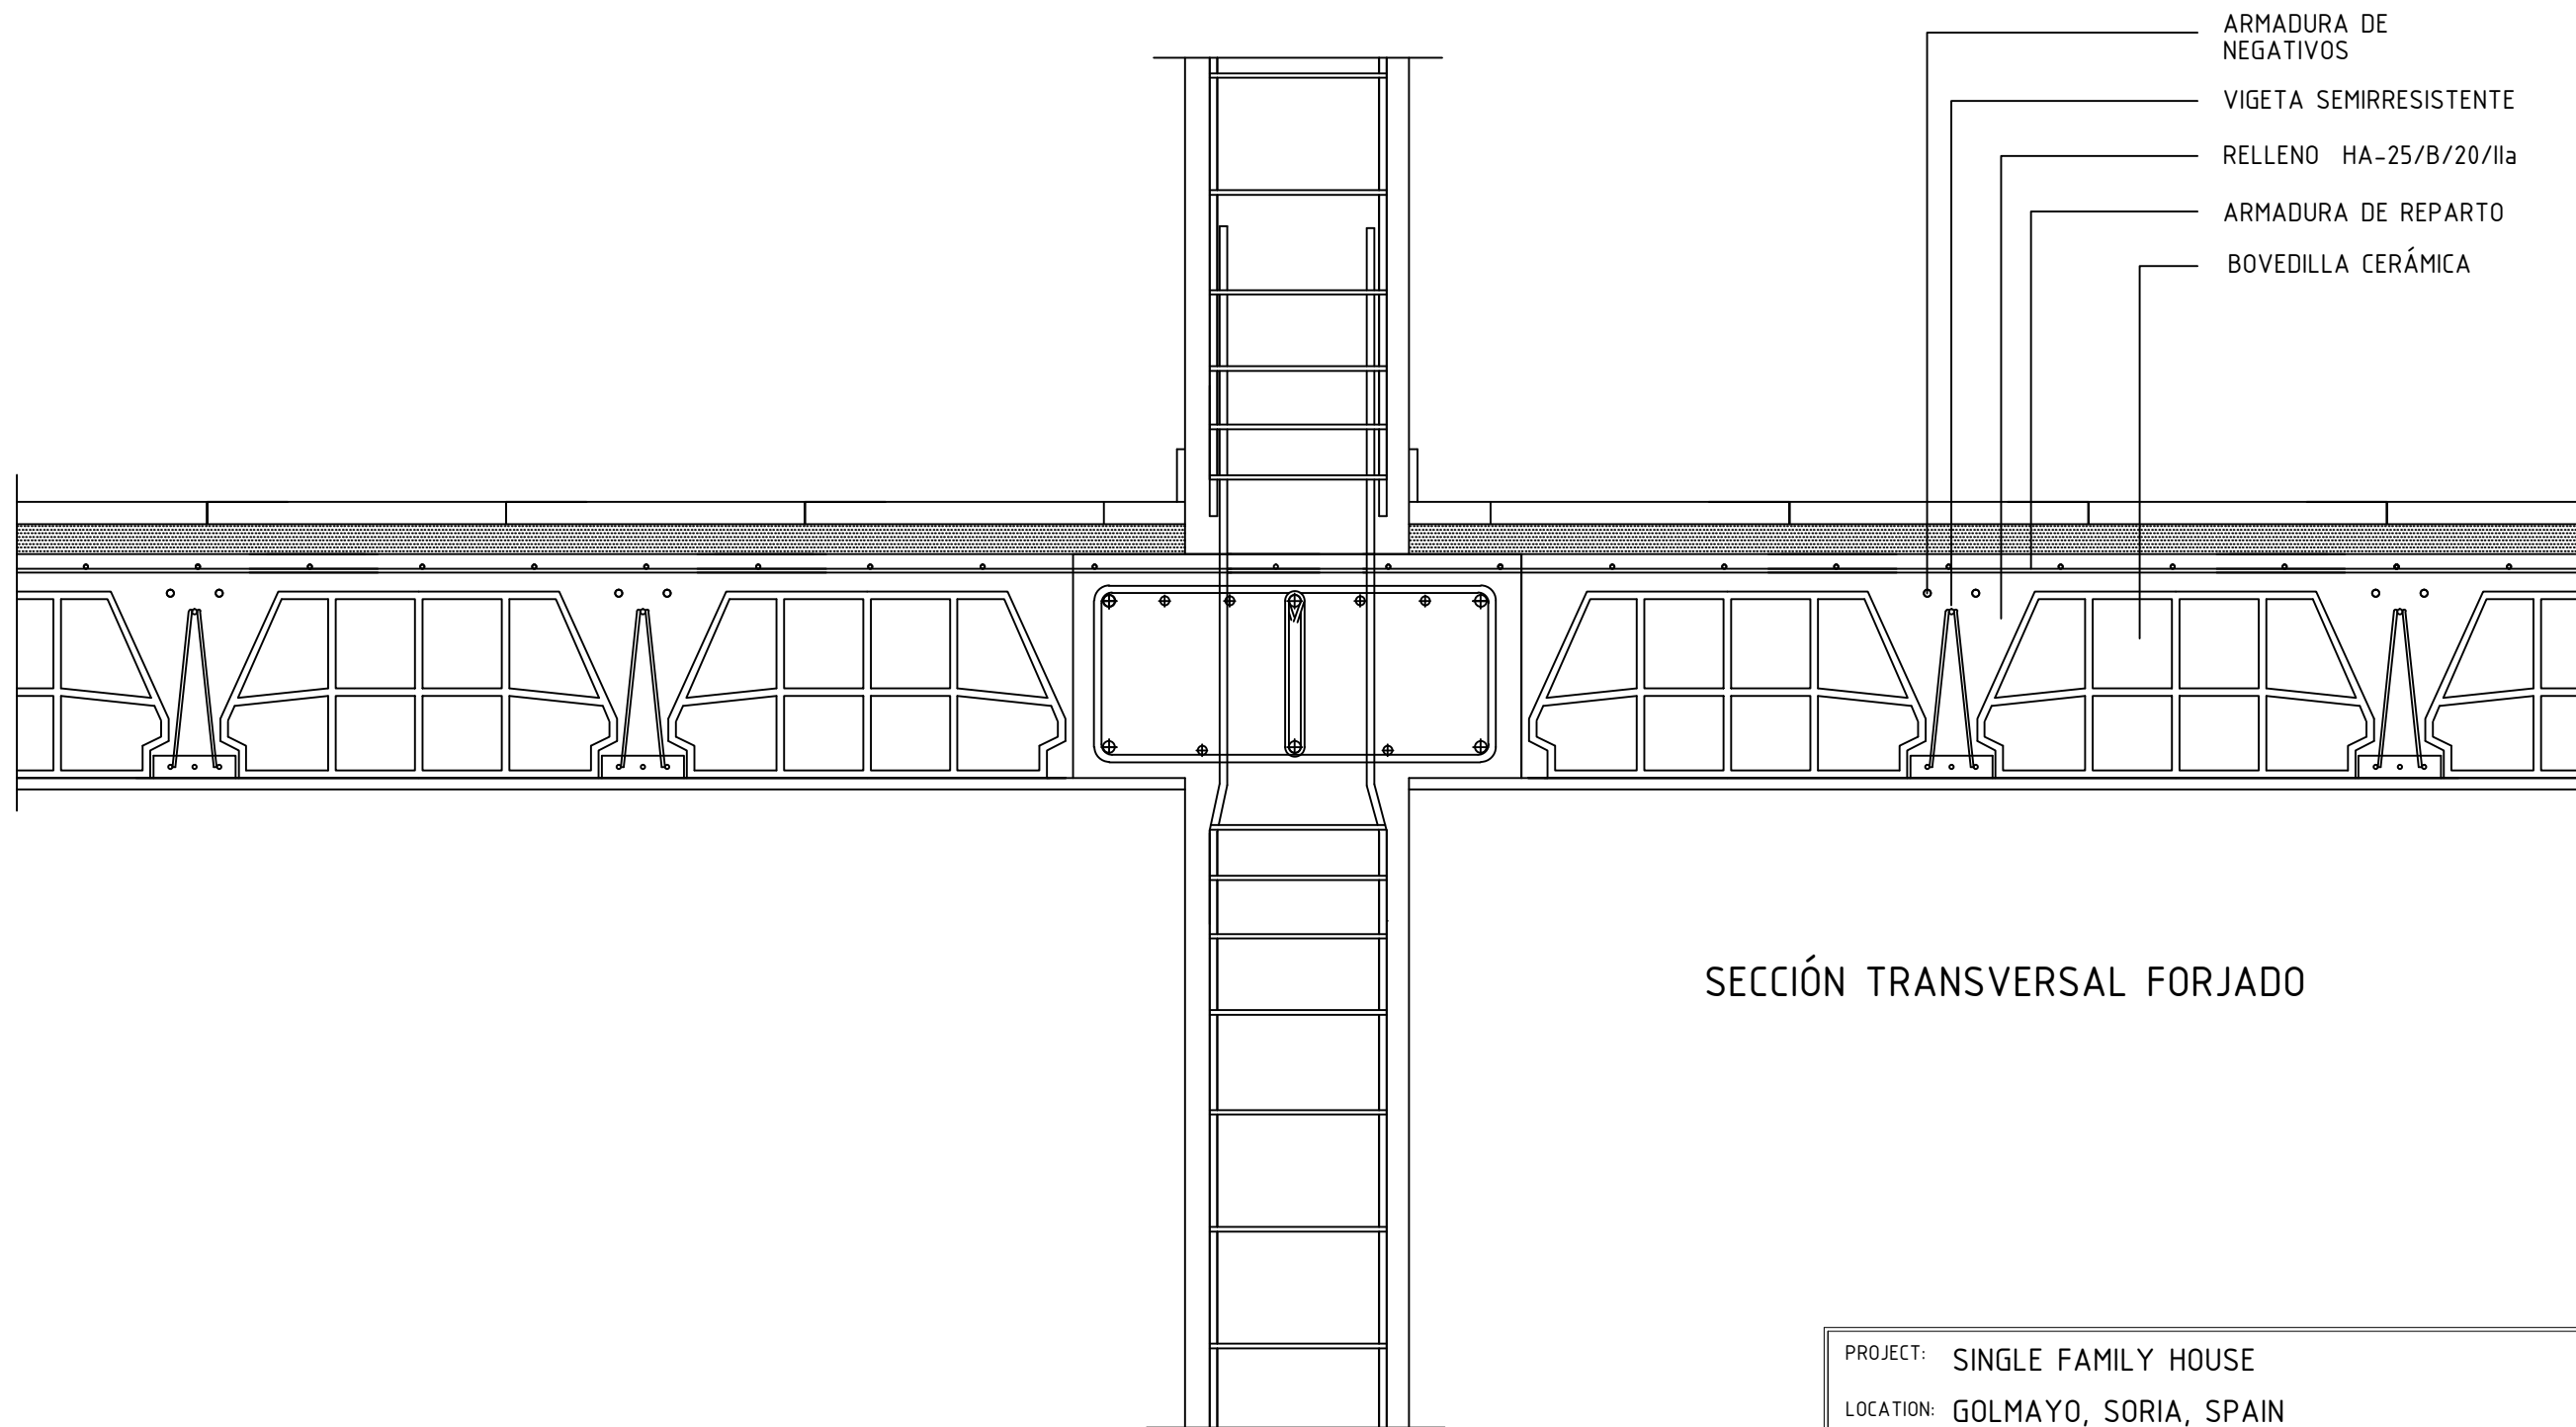 ARMADURA DE
NEGATIVOS
VIGETA SEMIRRESISTENTE
RELLENO HA-25/B/20/IIa
ARMADURA DE REPARTO
BOVEDILLA CERÁMICA
SECCIÓN TRANSVERSAL FORJADO
PROJECT: SINGLE FAMILY HOUSE
LOCATION: GOLMAYO, SORIA, SPAIN